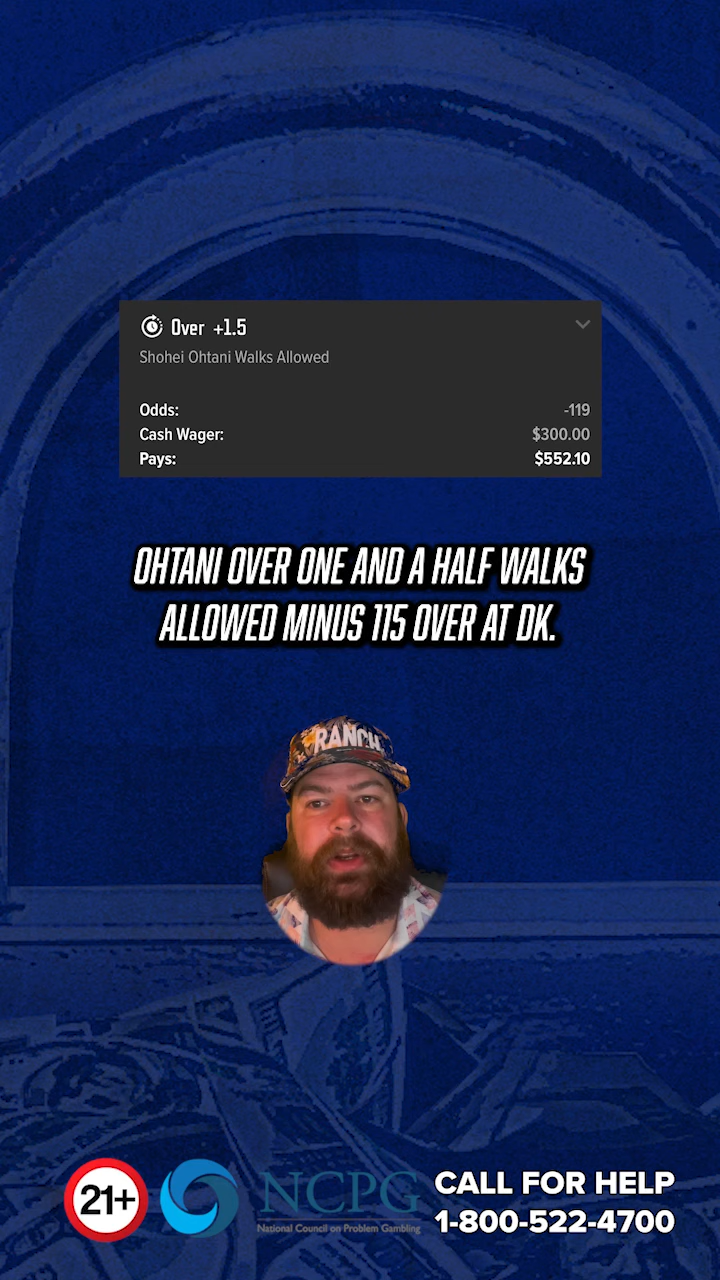 Over +1.5
Shohei Ohtani Walks Allowed
Odds: -119
Cash Wager: $300.00
Pays: $552.10
OHTANI OVER ONE AND A HALF WALKS
ALLOWED MINUS 115 OVER AT DK.
RANCH
21+
NCPG
National Council on Problem Gambling
CALL FOR HELP
1-800-522-4700